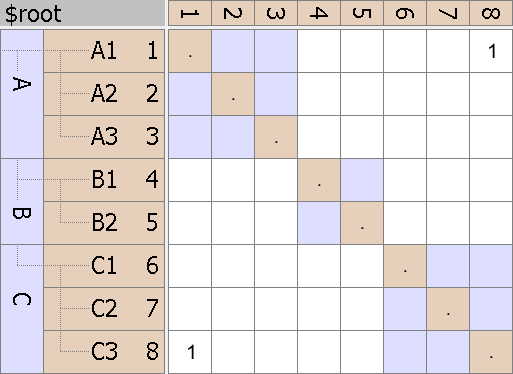 $root 1 2 3 4 5 6 7 8
A A1 1 . 1
A2 2 .
A3 3 .
B B1 4 .
B2 5 .
C C1 6 .
C2 7 .
C3 8 1 .